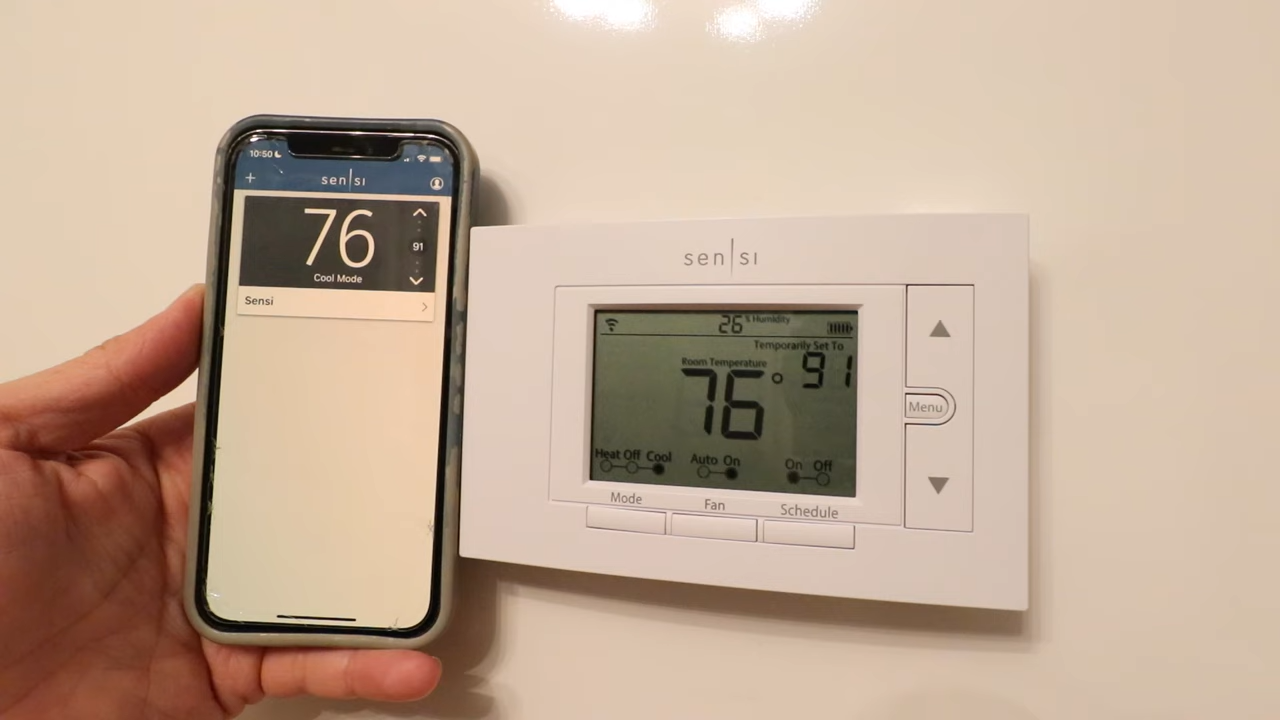 10:50
+
sen|si
76
91
Cool Mode
Sensi
sen|si
26 % Humidity
Temporarily Set To
Room Temperature
76° 91
Heat Off Cool
Auto On
On Off
Menu
Mode
Fan
Schedule